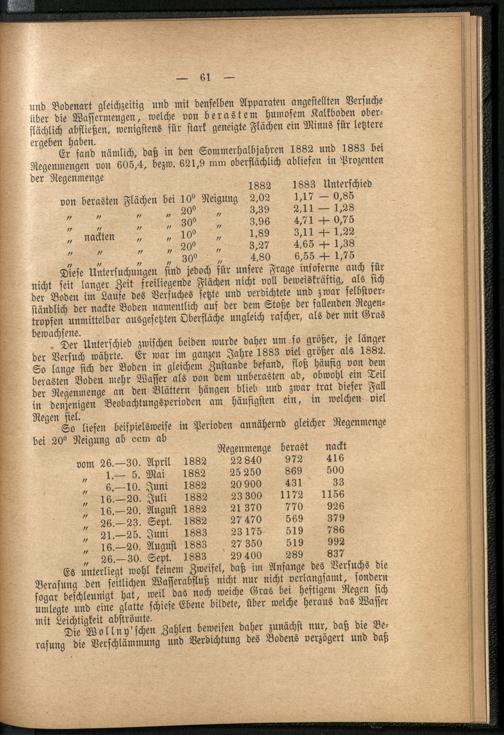 — 61 —
und Bodenart gleichzeitig und mit denselben Apparaten angestellten Versuche
über die Wassermengen, welche von berastem humosem Kalkboden ober-
flächlich abfließen, wenigstens für stark geneigte Flächen ein Minus für letztere
ergeben haben.
Er fand nämlich, daß in den Sommerhalbjahren 1882 und 1883 bei
Regenmengen von 605,4, bezw. 621,9 mm oberflächlich abliefen in Prozenten
der Regenmenge
1882 1883 Unterschied
von berasten Flächen bei 10⁰ Neigung 2,02 1,17 — 0,85
„ „ „ „ 20⁰ „ 3,39 2,11 — 1,28
„ „ „ „ 30⁰ „ 3,96 4,71 + 0,75
„ nackten „ „ 10⁰ „ 1,89 3,11 + 1,22
„ „ „ „ 20⁰ „ 3,27 4,65 + 1,38
„ „ „ „ 30⁰ „ 4,80 6,55 + 1,75
Diese Untersuchungen sind jedoch für unsere Frage insoferne auch für
nicht seit langer Zeit freiliegende Flächen nicht voll beweiskräftig, als sich
der Boden im Laufe des Versuches setzte und verdichtete und zwar selbstver-
ständlich der nackte Boden namentlich auf der dem Stoße der fallenden Regen-
tropfen unmittelbar ausgesetzten Oberfläche ungleich rascher, als der mit Gras
bewachsene.
Der Unterschied zwischen beiden wurde daher um so größer, je länger
der Versuch währte. Er war im ganzen Jahre 1883 viel größer als 1882.
So lange sich der Boden in gleichem Zustande befand, floß häufig von dem
berasten Boden mehr Wasser als von dem unberasten ab, obwohl ein Teil
der Regenmenge an den Blättern hängen blieb und zwar trat dieser Fall
in denjenigen Beobachtungsperioden am häufigsten ein, in welchen viel
Regen fiel.
So liefen beispielsweise in Perioden annähernd gleicher Regenmenge
bei 20⁰ Neigung ab ccm ab
Regenmenge berast nackt
vom 26.—30. April 1882 22 840 972 416
„ 1.— 5. Mai 1882 25 250 869 500
„ 6.—10. Juni 1882 20 900 431 33
„ 16.—20. Juli 1882 23 300 1172 1156
„ 16.—20. August 1882 21 370 770 926
„ 26.—23. Sept. 1882 27 470 569 379
„ 21.—25. Juni 1883 23 175 519 786
„ 16.—20. August 1883 27 350 519 992
„ 26.—30. Sept. 1883 29 400 289 837
Es unterliegt wohl keinem Zweifel, daß im Anfange des Versuchs die
Berasung den seitlichen Wasserabfluß nicht nur nicht verlangsamt, sondern
sogar beschleunigt hat, weil das noch weiche Gras bei heftigem Regen sich
umlegte und eine glatte schiefe Ebene bildete, über welche heraus das Wasser
mit Leichtigkeit abströmte.
Die Wollny'schen Zahlen beweisen daher zunächst nur, daß die Be-
rasung die Verschlämmung und Verdichtung des Bodens verzögert und daß